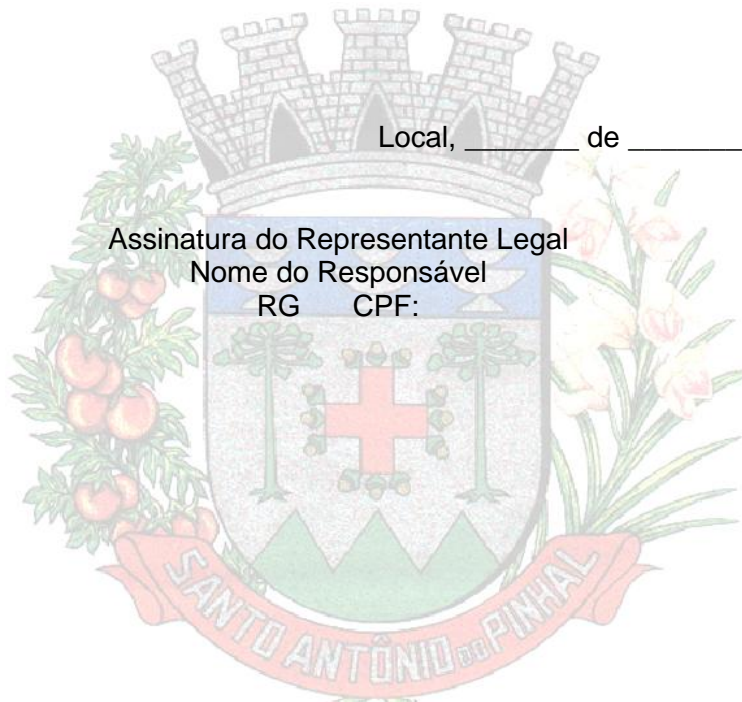 Local, _______ de _______
Assinatura do Representante Legal
Nome do Responsável
RG CPF:
SANTO ANTÔNIO DO PINHAL